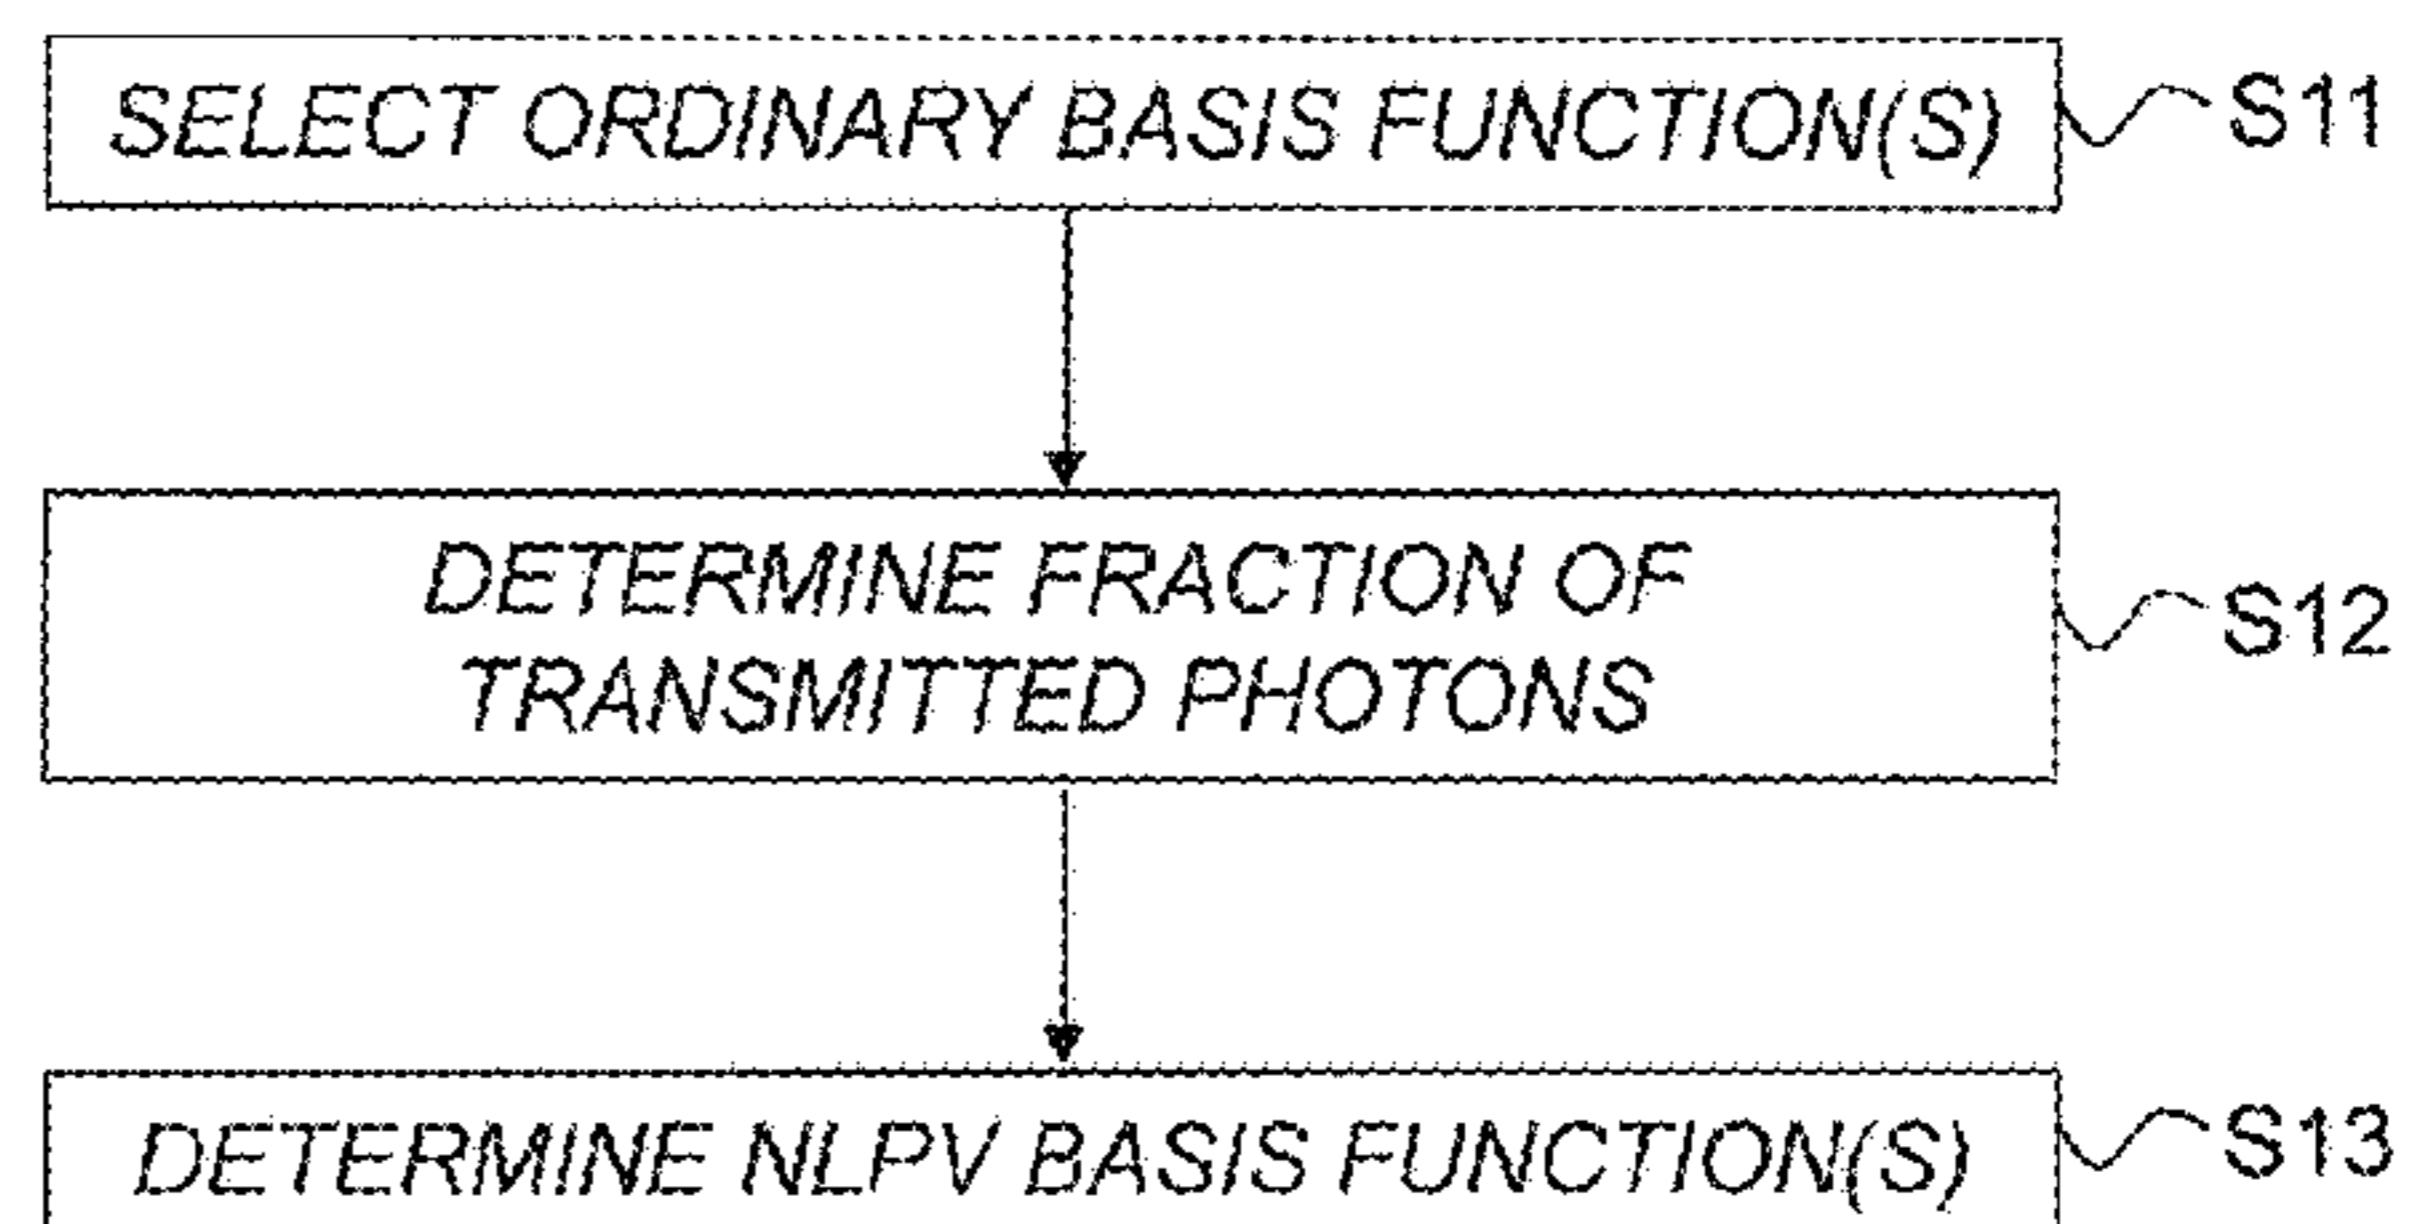 SELECT ORDINARY BASIS FUNCTION(S)
S11
DETERMINE FRACTION OF
TRANSMITTED PHOTONS
S12
DETERMINE NLPV BASIS FUNCTION(S)
S13